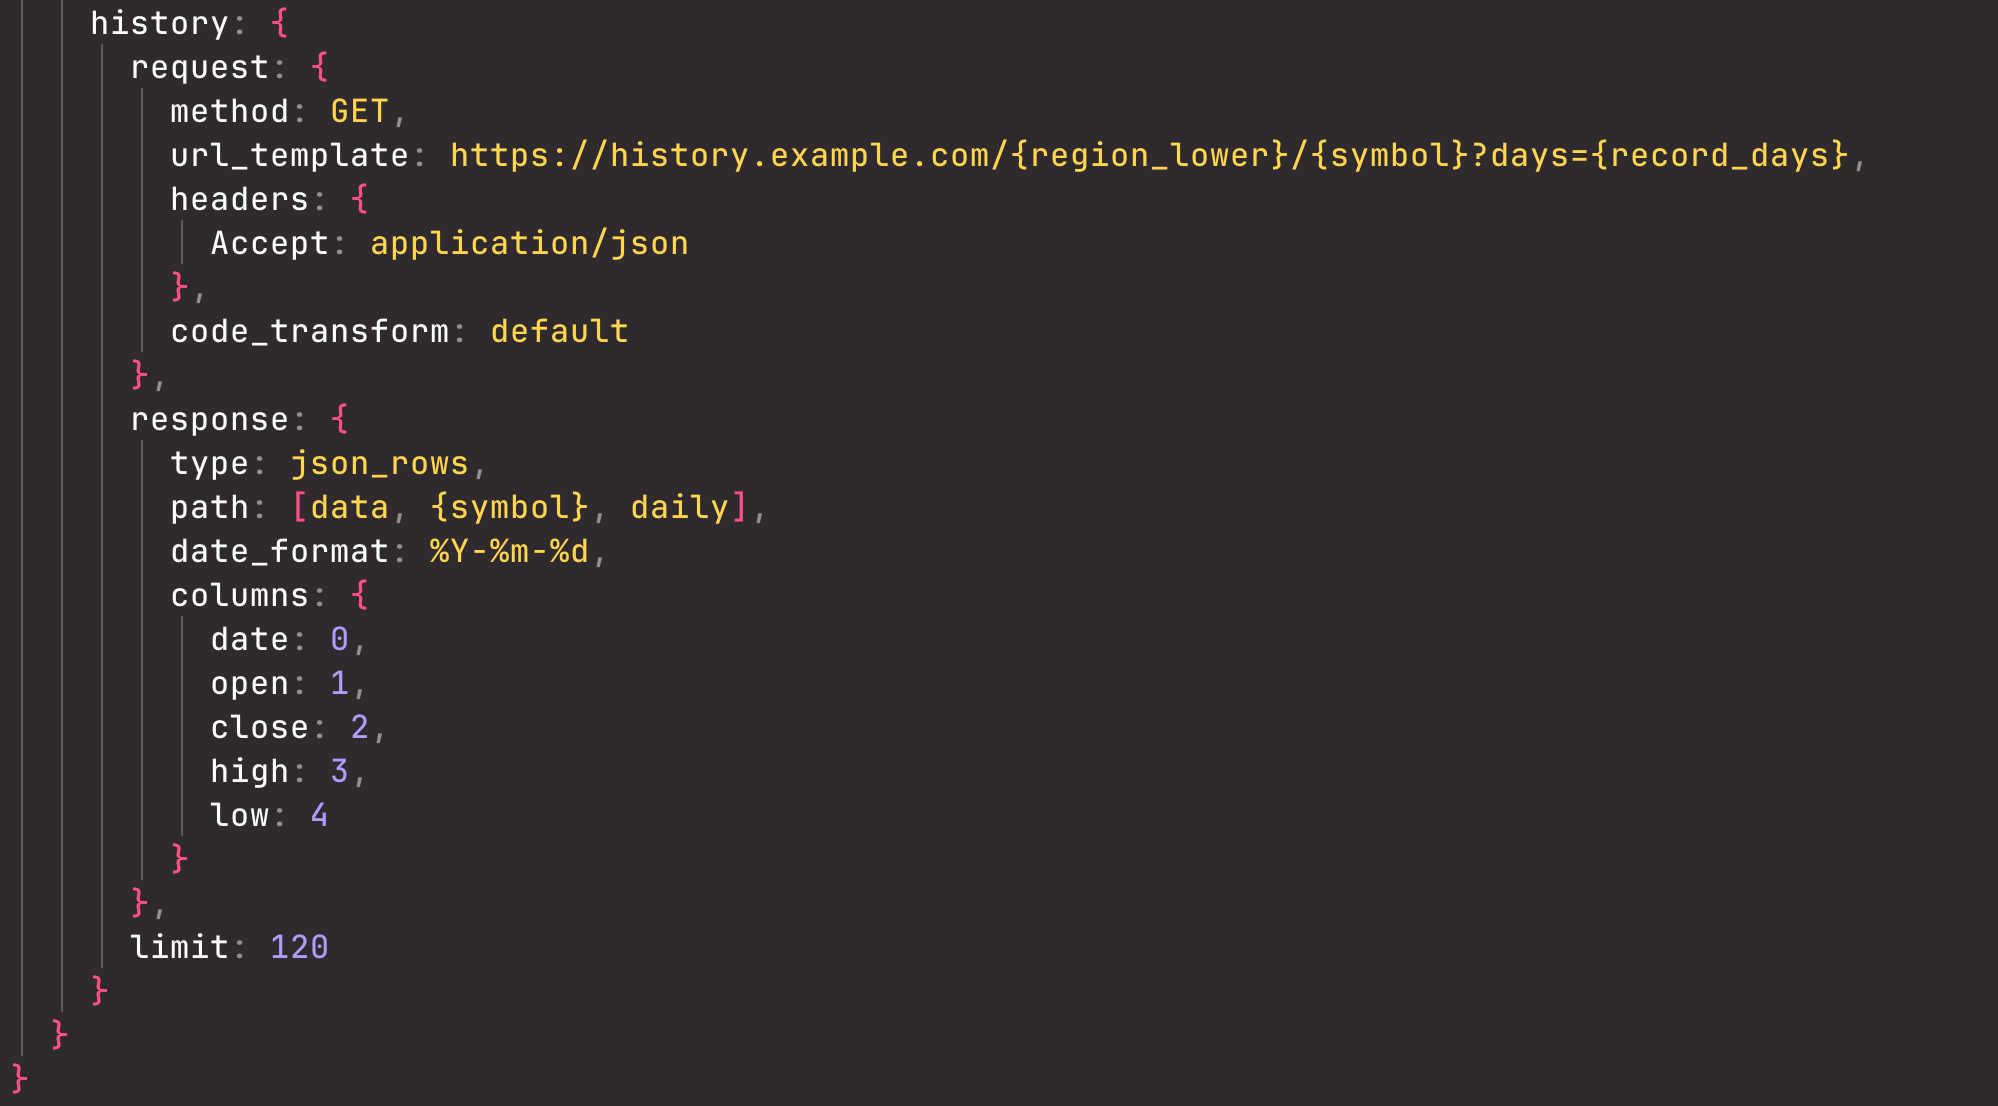 history: {
request: {
method: GET,
url_template: https://history.example.com/{region_lower}/{symbol}?days={record_days},
headers: {
Accept: application/json
},
code_transform: default
},
response: {
type: json_rows,
path: [data, {symbol}, daily],
date_format: %Y-%m-%d,
columns: {
date: 0,
open: 1,
close: 2,
high: 3,
low: 4
}
},
limit: 120
}
}
}